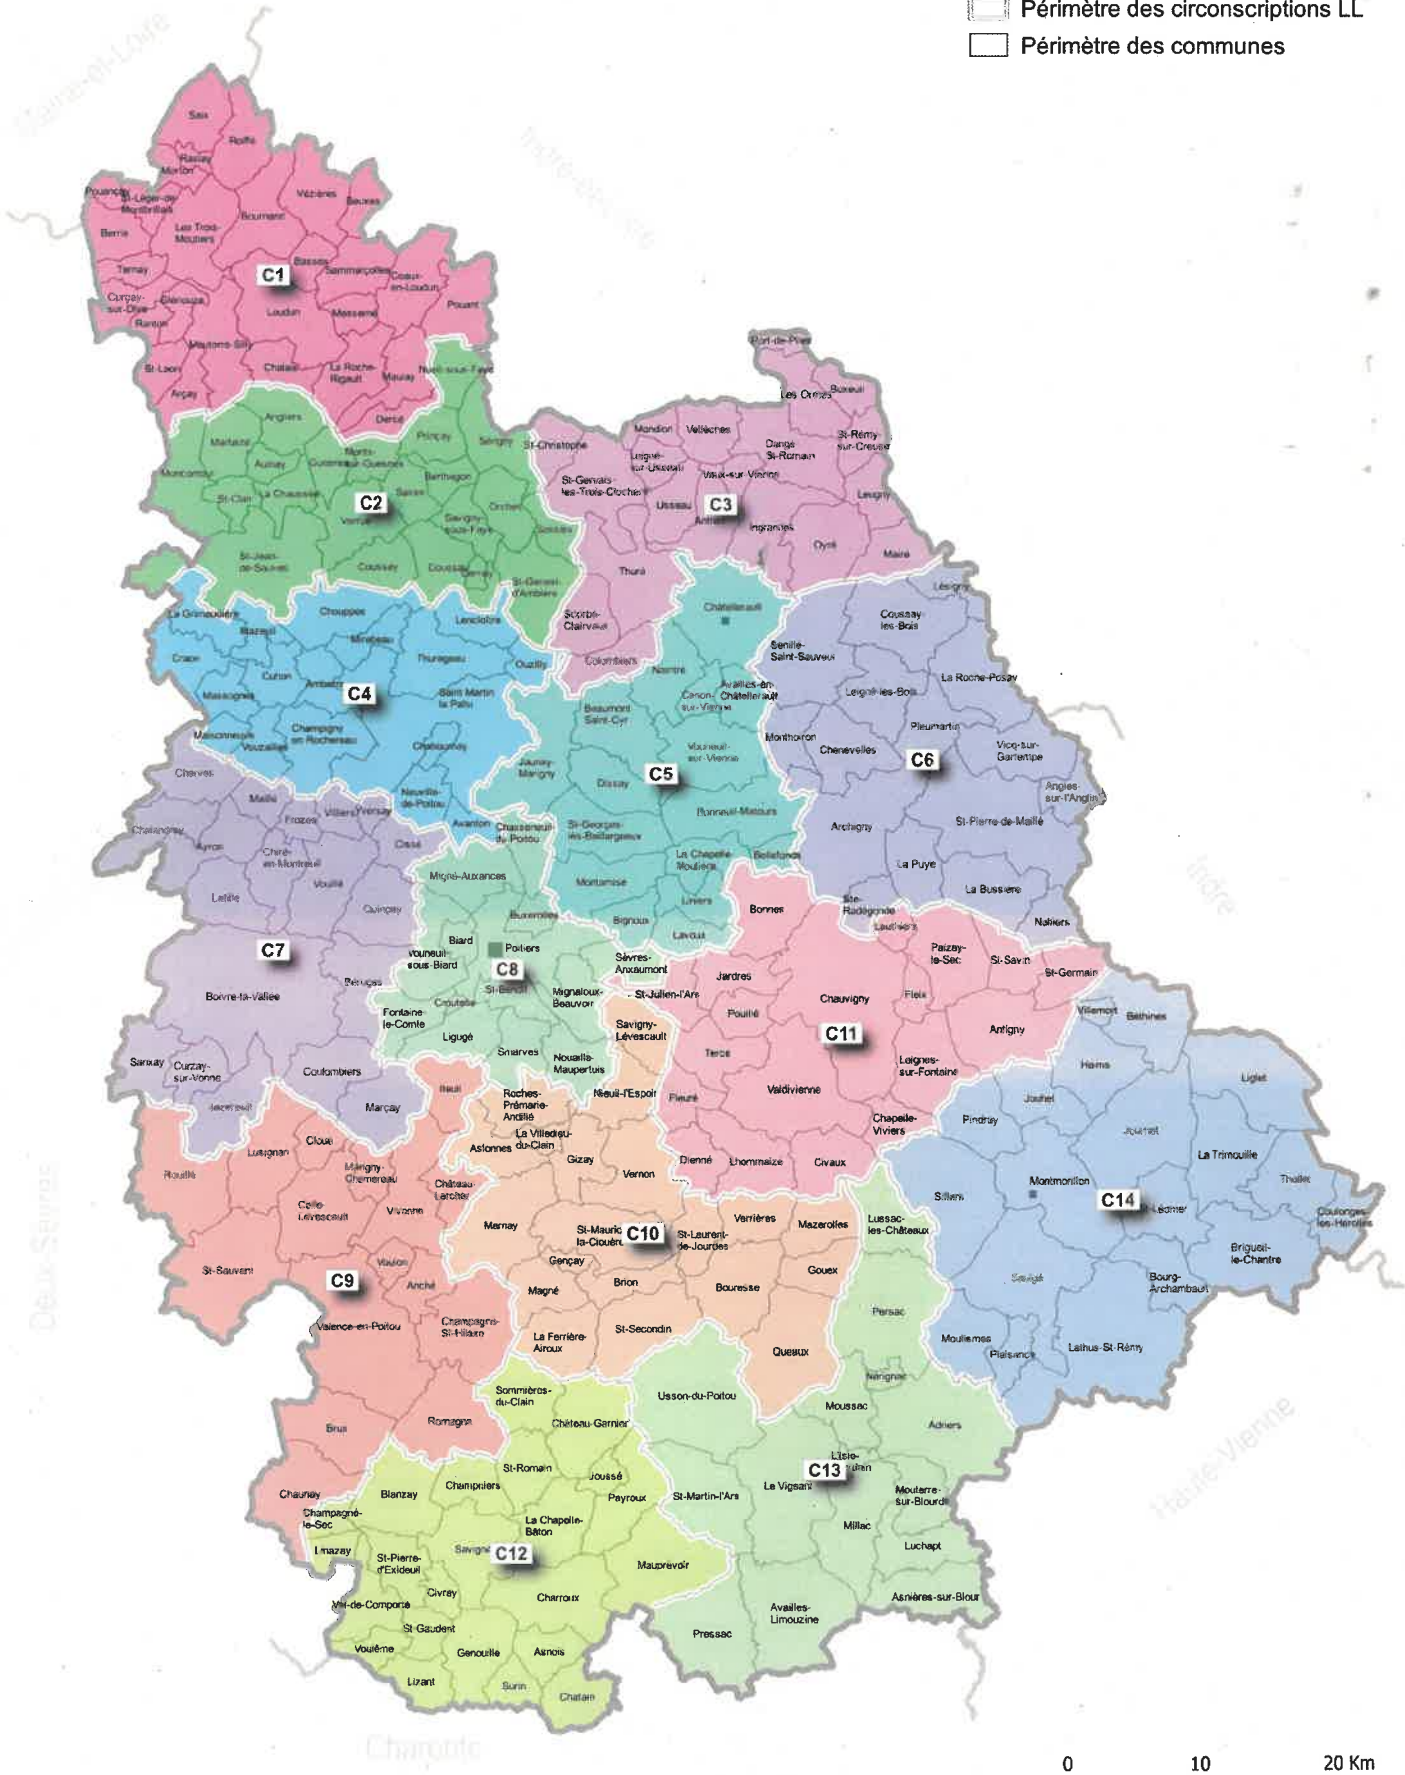 Périmètre des circonscriptions LL
Périmètre des communes
Maine-et-Loire
Indre-et-Loire
Saix
Roiffé
Raslay
Morton
Pouançay
St-Léger-de-
Montbrillais
Vézières
Beuxes
Bournand
Berrie
Les Trois-
Moutiers
Ternay
C1
Basses
Sammarçolles
Ceaux-
en-Loudun
Curçay-
sur-Dive
Glénouze
Ranton
Loudun
Messemé
Pouant
Mouterre-Silly
St-Laon
Chalais
La Roche-
Rigault
Maulay
Nueil-sous-Faye
Arçay
Dercé
Port-de-Piles
Les Ormes
Buxeuil
Angliers
Martaizé
Monts-
sur-Guesnes
Prinçay
Sérigny
St-Christophe
Mondion
Vellèches
Leigné-
sur-Usseau
Dangé
St-Romain
St-Rémy-
sur-Creuse
Moncontour
Aulnay
Berthegon
St-Gervais-
les-Trois-Clochers
Vaux-sur-Vienne
St-Clair
La Chaussée
C2
Saires
Orches
Usseau
C3
Leugny
Verrue
Savigny-
sous-Faye
Sossais
Ingrandes
Oyré
Mairé
St-Jean-
de-Sauves
Coussay
Doussay
Cernay
St-Genest-
d'Ambière
Thuré
Lésigny
La Grimaudière
Chouppes
Lencloître
Scorbé-
Clairvaux
Châtellerault
Coussay-
les-Bois
Mazeuil
Mirebeau
Craon
Cuhon
Thurageau
Ouzilly
Colombiers
Naintré
Senillé-
Saint-Sauveur
Massognes
C4
Saint Martin
la Pallu
Cenon-
sur-Vienne
Availles-en-
Châtellerault
Leigné-les-Bois
La Roche-Posay
Beaumont
Saint-Cyr
Maisonneuve
Vouzailles
Champigny
en Rochereau
Chabournay
Monthoiron
Chenevelles
Pleumartin
C6
Vicq-sur-
Gartempe
Cherves
Jaunay-
Marigny
Dissay
C5
Vouneuil-
sur-Vienne
Angles-
sur-l'Anglin
Maillé
Frozes
Villiers
Yversay
Neuville-
de-Poitou
Avanton
Chasseneuil-
du-Poitou
St-Georges-
lès-Baillargeaux
Bonneuil-Matours
Archigny
St-Pierre-de-Maillé
Chalandray
Ayron
Chiré-
en-Montreuil
Cissé
La Chapelle
Moulière
Bellefonds
La Puye
Vouillé
Migné-Auxances
Montamisé
La Bussière
Latillé
Quinçay
Buxerolles
Bignoux
Liniers
Lavoux
Bonnes
Ste-
Radégonde
Lauthiers
Nalliers
C7
Biard
Poitiers
Vouneuil-
sous-Biard
C8
St-Benoît
Sèvres-
Anxaumont
Jardres
Paizay-
le-Sec
St-Savin
St-Germain
Boivre-la-Vallée
Béruges
Croutelle
Mignaloux-
Beauvoir
St-Julien-l'Ars
Chauvigny
Fleix
Fontaine-
le-Comte
Ligugé
Savigny-
Lévescault
Pouillé
C11
Antigny
Villemort
Béthines
Sanxay
Curzay-
sur-Vonne
Coulombiers
Smarves
Nouaillé-
Maupertuis
Tercé
Leignes-
sur-Fontaine
Haims
Liglet
Jazeneuil
Marçay
Iteuil
Roches-
Prémarie-
Andillé
Nieuil-l'Espoir
Fleuré
Valdivienne
Jouhet
Pindray
Journet
Rouillé
Lusignan
Cloué
Aslonnes
La Villedieu-
du-Clain
Gizay
Vernon
Dienné
Lhommaizé
Civaux
Chapelle-
Viviers
La Trimouille
Marigny-
Chemereau
Château-
Larcher
Sillars
Montmorillon
C14
Thollet
Celle-
Lévescault
Vivonne
Marnay
C10
St-Laurent-
de-Jourdes
Verrières
Mazerolles
Lussac-
les-Châteaux
Coulonges-
les-Hérolles
St-Sauvant
C9
Voulon
Anché
Gençay
Magné
Brion
Bouresse
Gouex
Saulgé
Bourg-
Archambault
Brigueil-
le-Chantre
Valence-en-Poitou
Champagné-
St-Hilaire
La Ferrière-
Airoux
St-Secondin
Queaux
Persac
Moulismes
Plaisance
Lathus-St-Rémy
Sommières-
du-Clain
Usson-du-Poitou
Nérignac
Brux
Romagne
Château-Garnier
Moussac
Adriers
St-Romain
Joussé
C13
Chaunay
Blanzay
Champniers
Payroux
St-Martin-l'Ars
Le Vigeant
Mouterre-
sur-Blourde
Champagné-
le-Sec
La Chapelle-
Bâton
Millac
Linazay
St-Pierre-
d'Exideuil
C12
Mauprévoir
Luchapt
Val-de-Comporté
Civray
Charroux
Availles-
Limouzine
Asnières-sur-Blour
St-Gaudent
Pressac
Voulême
Genouillé
Asnois
Lizant
Surin
Chatain
Deux-Sèvres
Indre
Haute-Vienne
Charente
0 10 20 Km